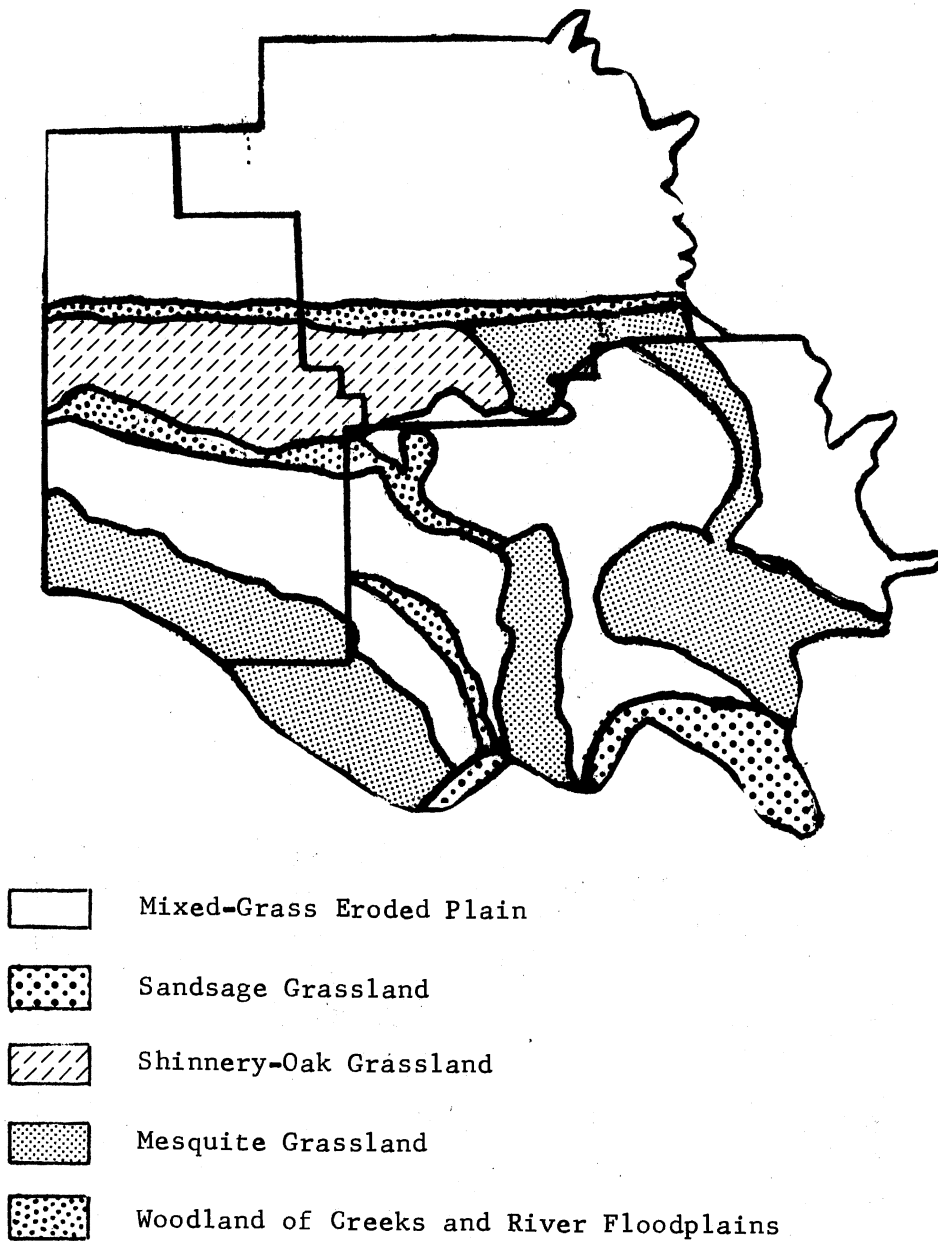 Mixed-Grass Eroded Plain
Sandsage Grassland
Shinnery-Oak Grassland
Mesquite Grassland
Woodland of Creeks and River Floodplains